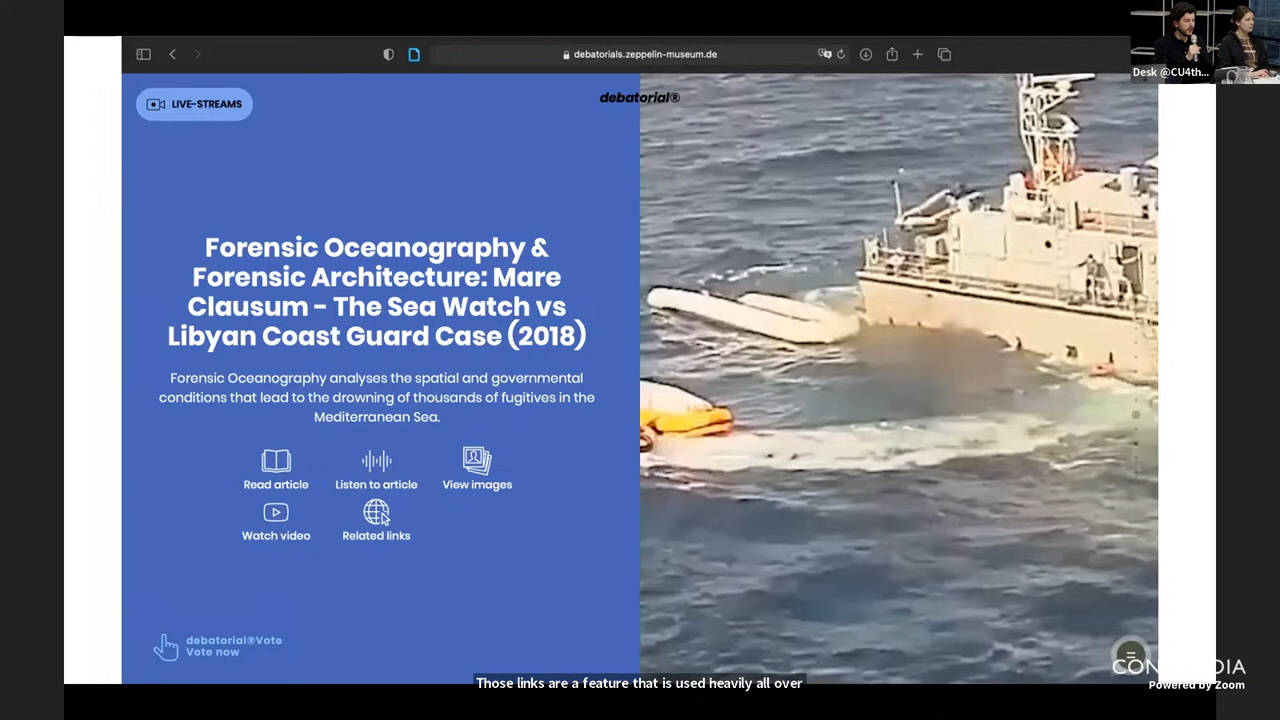 debatorials.zeppelin-museum.de
Desk @CU4th...
LIVE-STREAMS
debatorial®
Forensic Oceanography &
Forensic Architecture: Mare
Clausum - The Sea Watch vs
Libyan Coast Guard Case (2018)
Forensic Oceanography analyses the spatial and governmental
conditions that lead to the drowning of thousands of fugitives in the
Mediterranean Sea.
Read article
Listen to article
View images
Watch video
Related links
debatorial®Vote
Vote now
Those links are a feature that is used heavily all over
Powered by Zoom